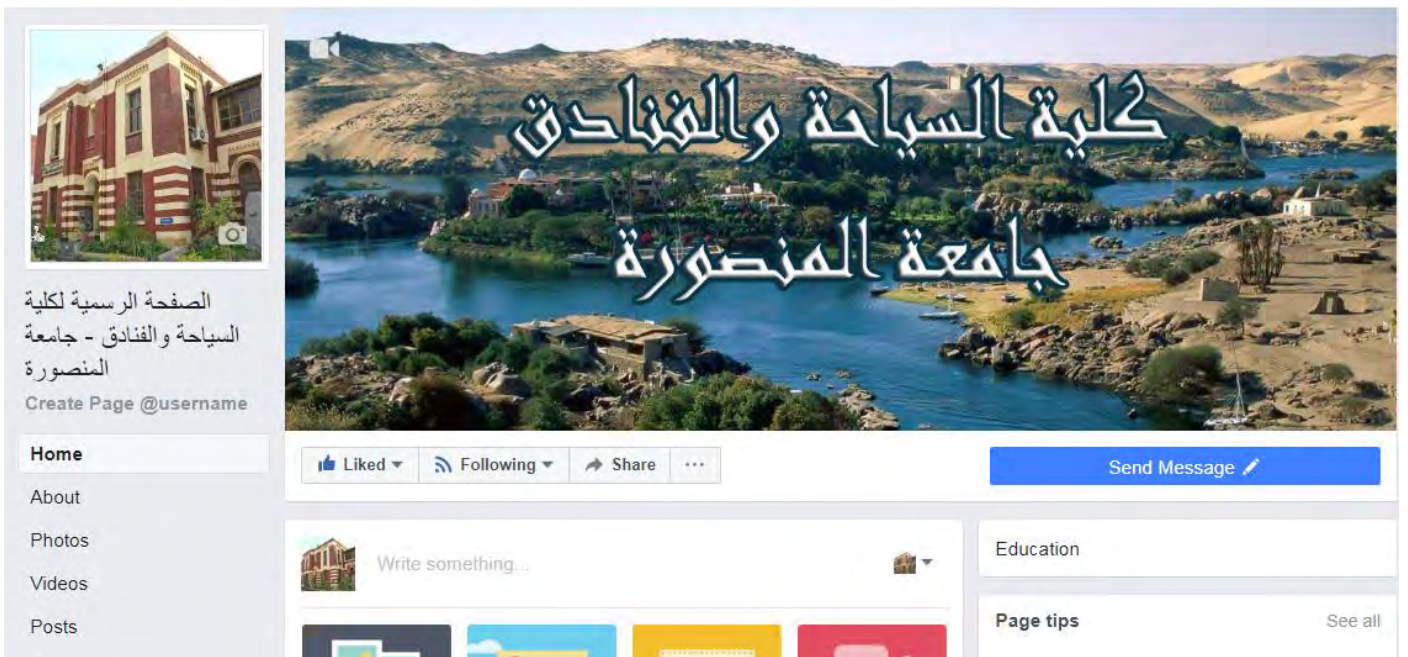 كلية السياحة والفنادق
جامعة المنصورة
الصفحة الرسمية لكلية
السياحة والفنادق - جامعة
المنصورة
Create Page @username
Home
About
Photos
Videos
Posts
Liked
Following
Share
Send Message
Write something...
Education
Page tips
See all